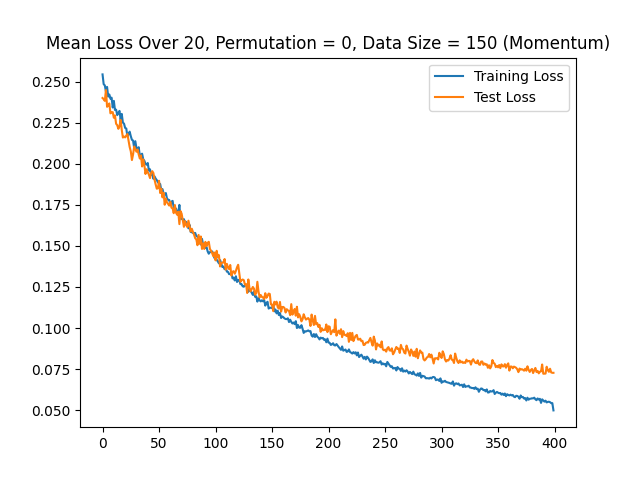 Mean Loss Over 20, Permutation = 0, Data Size = 150 (Momentum)
Training Loss
Test Loss
0.250
0.225
0.200
0.175
0.150
0.125
0.100
0.075
0.050
0 50 100 150 200 250 300 350 400